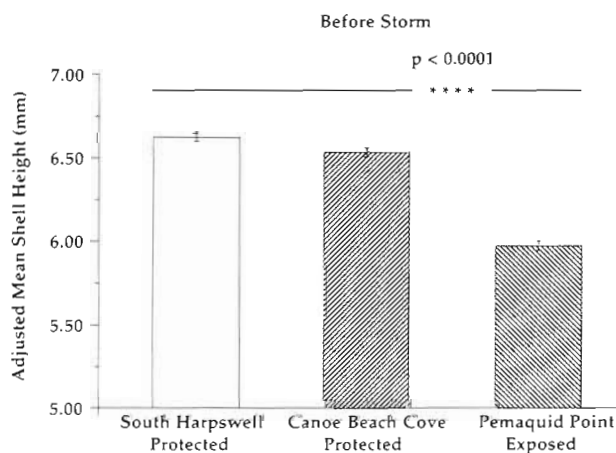 Before Storm
p < 0.0001
* * * *
7.00
6.50
6.00
5.50
5.00
Adjusted Mean Shell Height (mm)
South Harpswell Canoe Beach Cove Pemaquid Point
Protected Protected Exposed